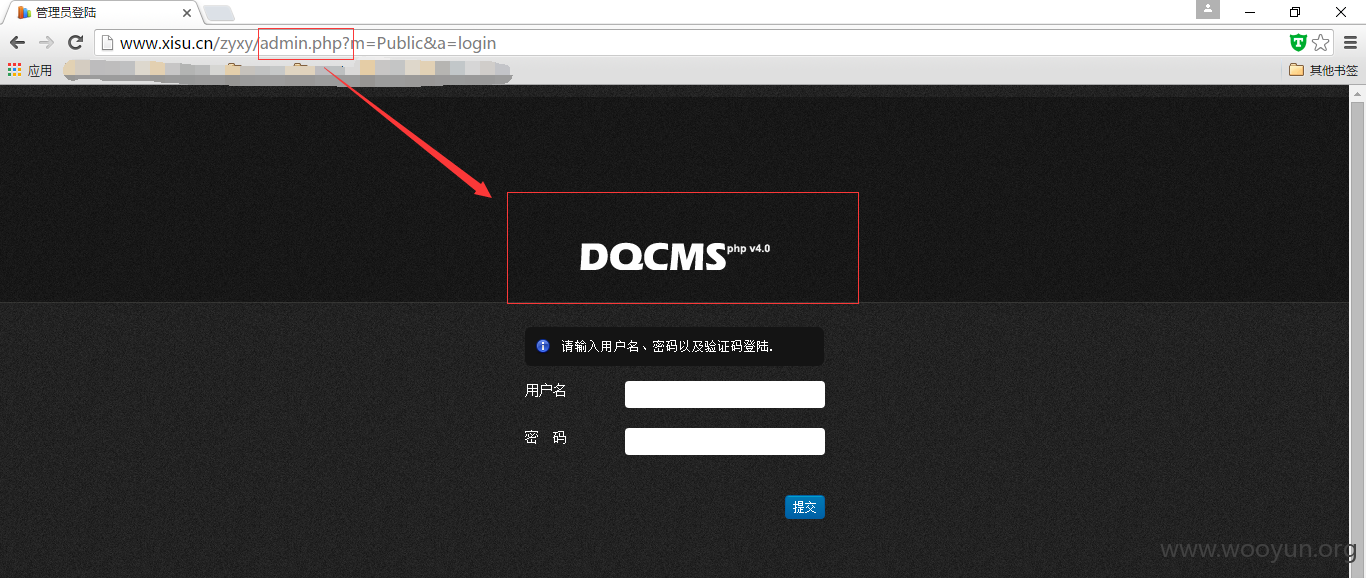 管理员登陆
www.xisu.cn/zyxy/admin.php?m=Public&a=login
应用
其他书签
DQCMS php v4.0
请输入用户名、密码以及验证码登陆.
用户名
密 码
提交
www.wooyun.org